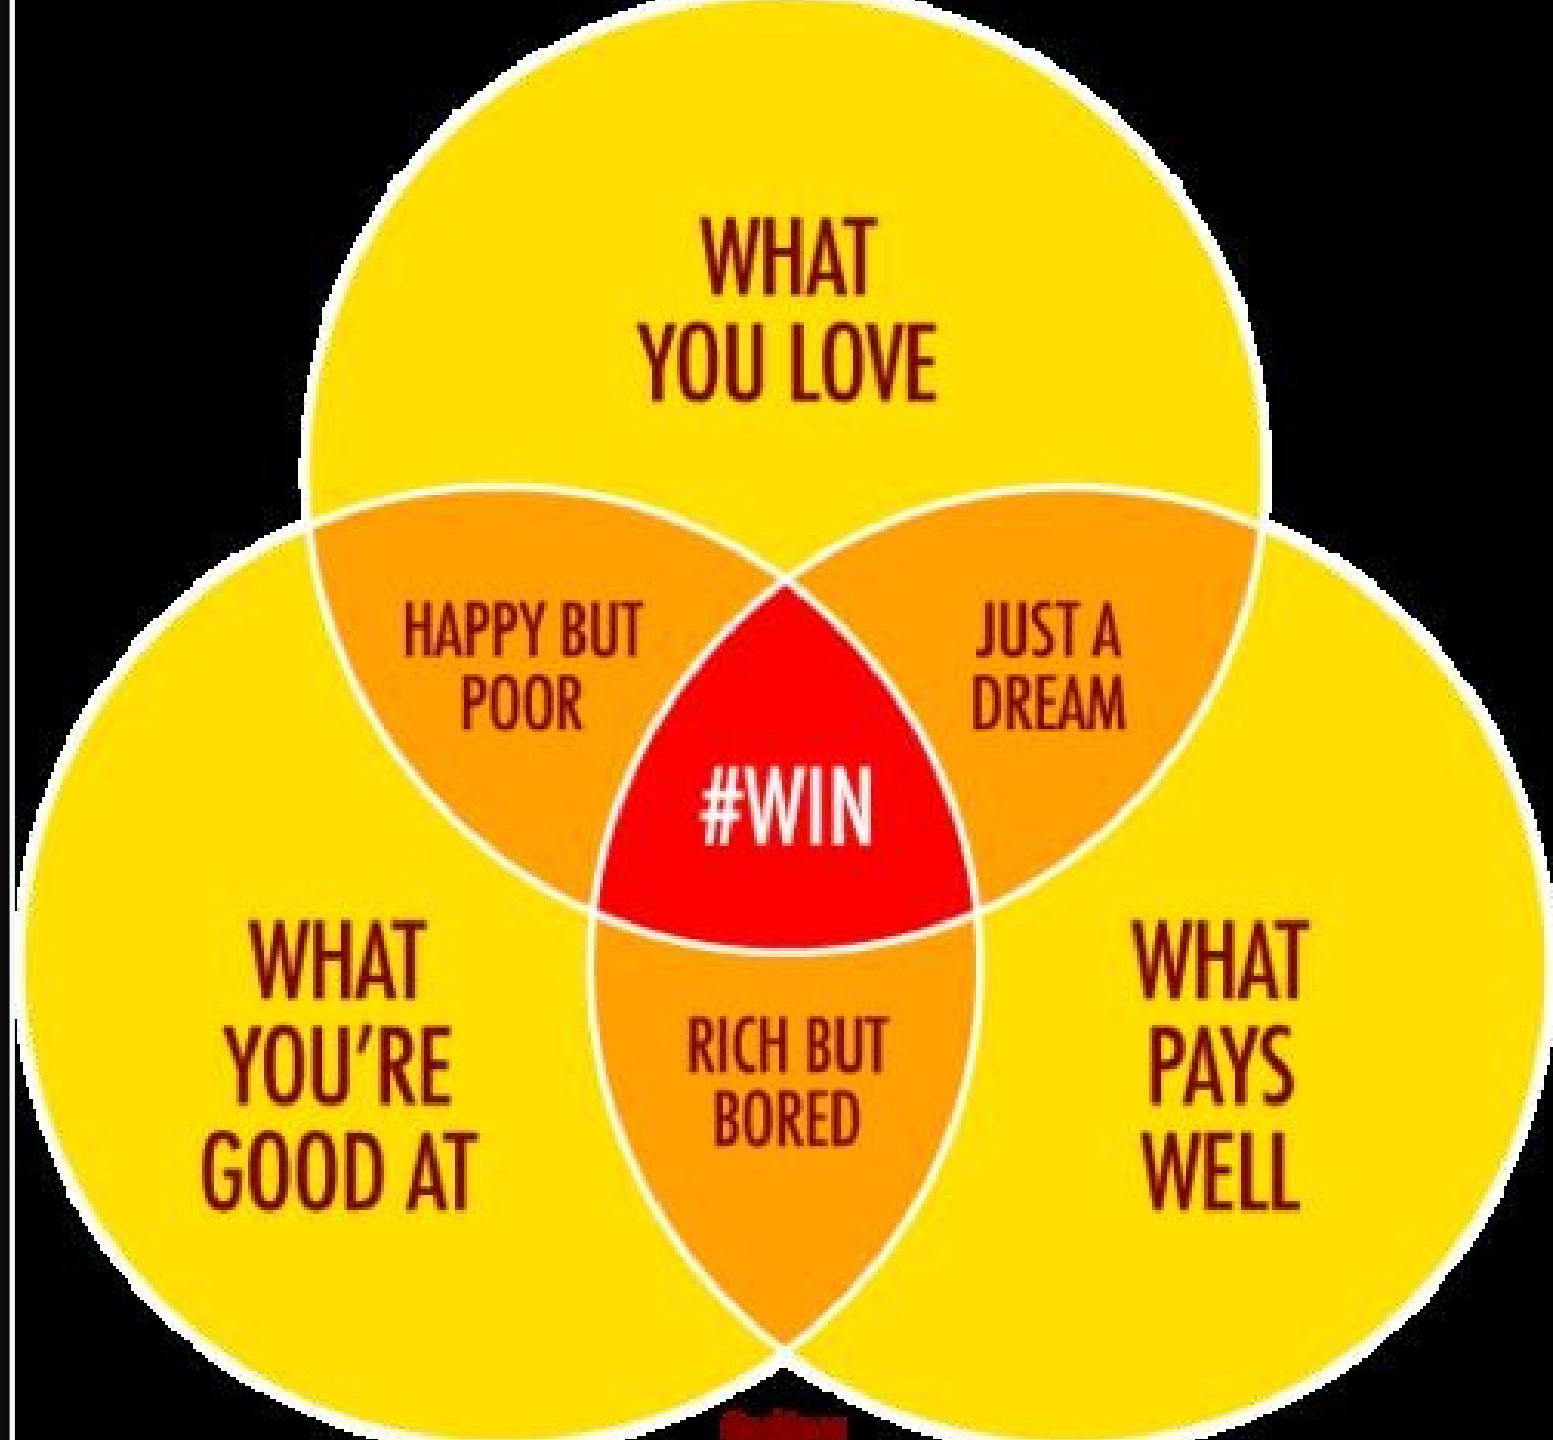 WHAT
YOU LOVE
HAPPY BUT
POOR
JUST A
DREAM
#WIN
WHAT
YOU'RE
GOOD AT
WHAT
PAYS
WELL
RICH BUT
BORED